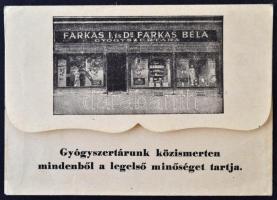 FARKAS I. és Dr FARKAS BÉLA
GYÓGYSZERTÁRA
Gyógyszertárunk közismerten
mindenből a legelső minőséget tartja.